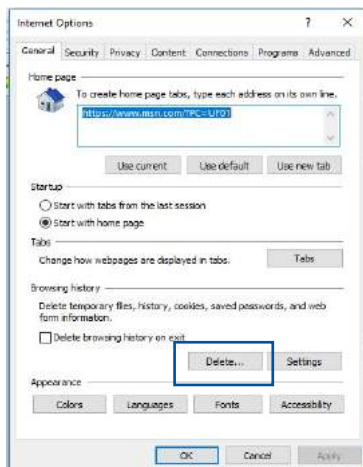 Internet Options
? X
General Security Privacy Content Connections Programs Advanced
Home page
To create home page tabs, type each address on its own line.
https://www.msn.com/?PC=UF01
Use current Use default Use new tab
Startup
Start with tabs from the last session
Start with home page
Tabs
Change how webpages are displayed in tabs. Tabs
Browsing history
Delete temporary files, history, cookies, saved passwords, and web
form information.
Delete browsing history on exit
Delete... Settings
Appearance
Colors Languages Fonts Accessibility
OK Cancel Apply